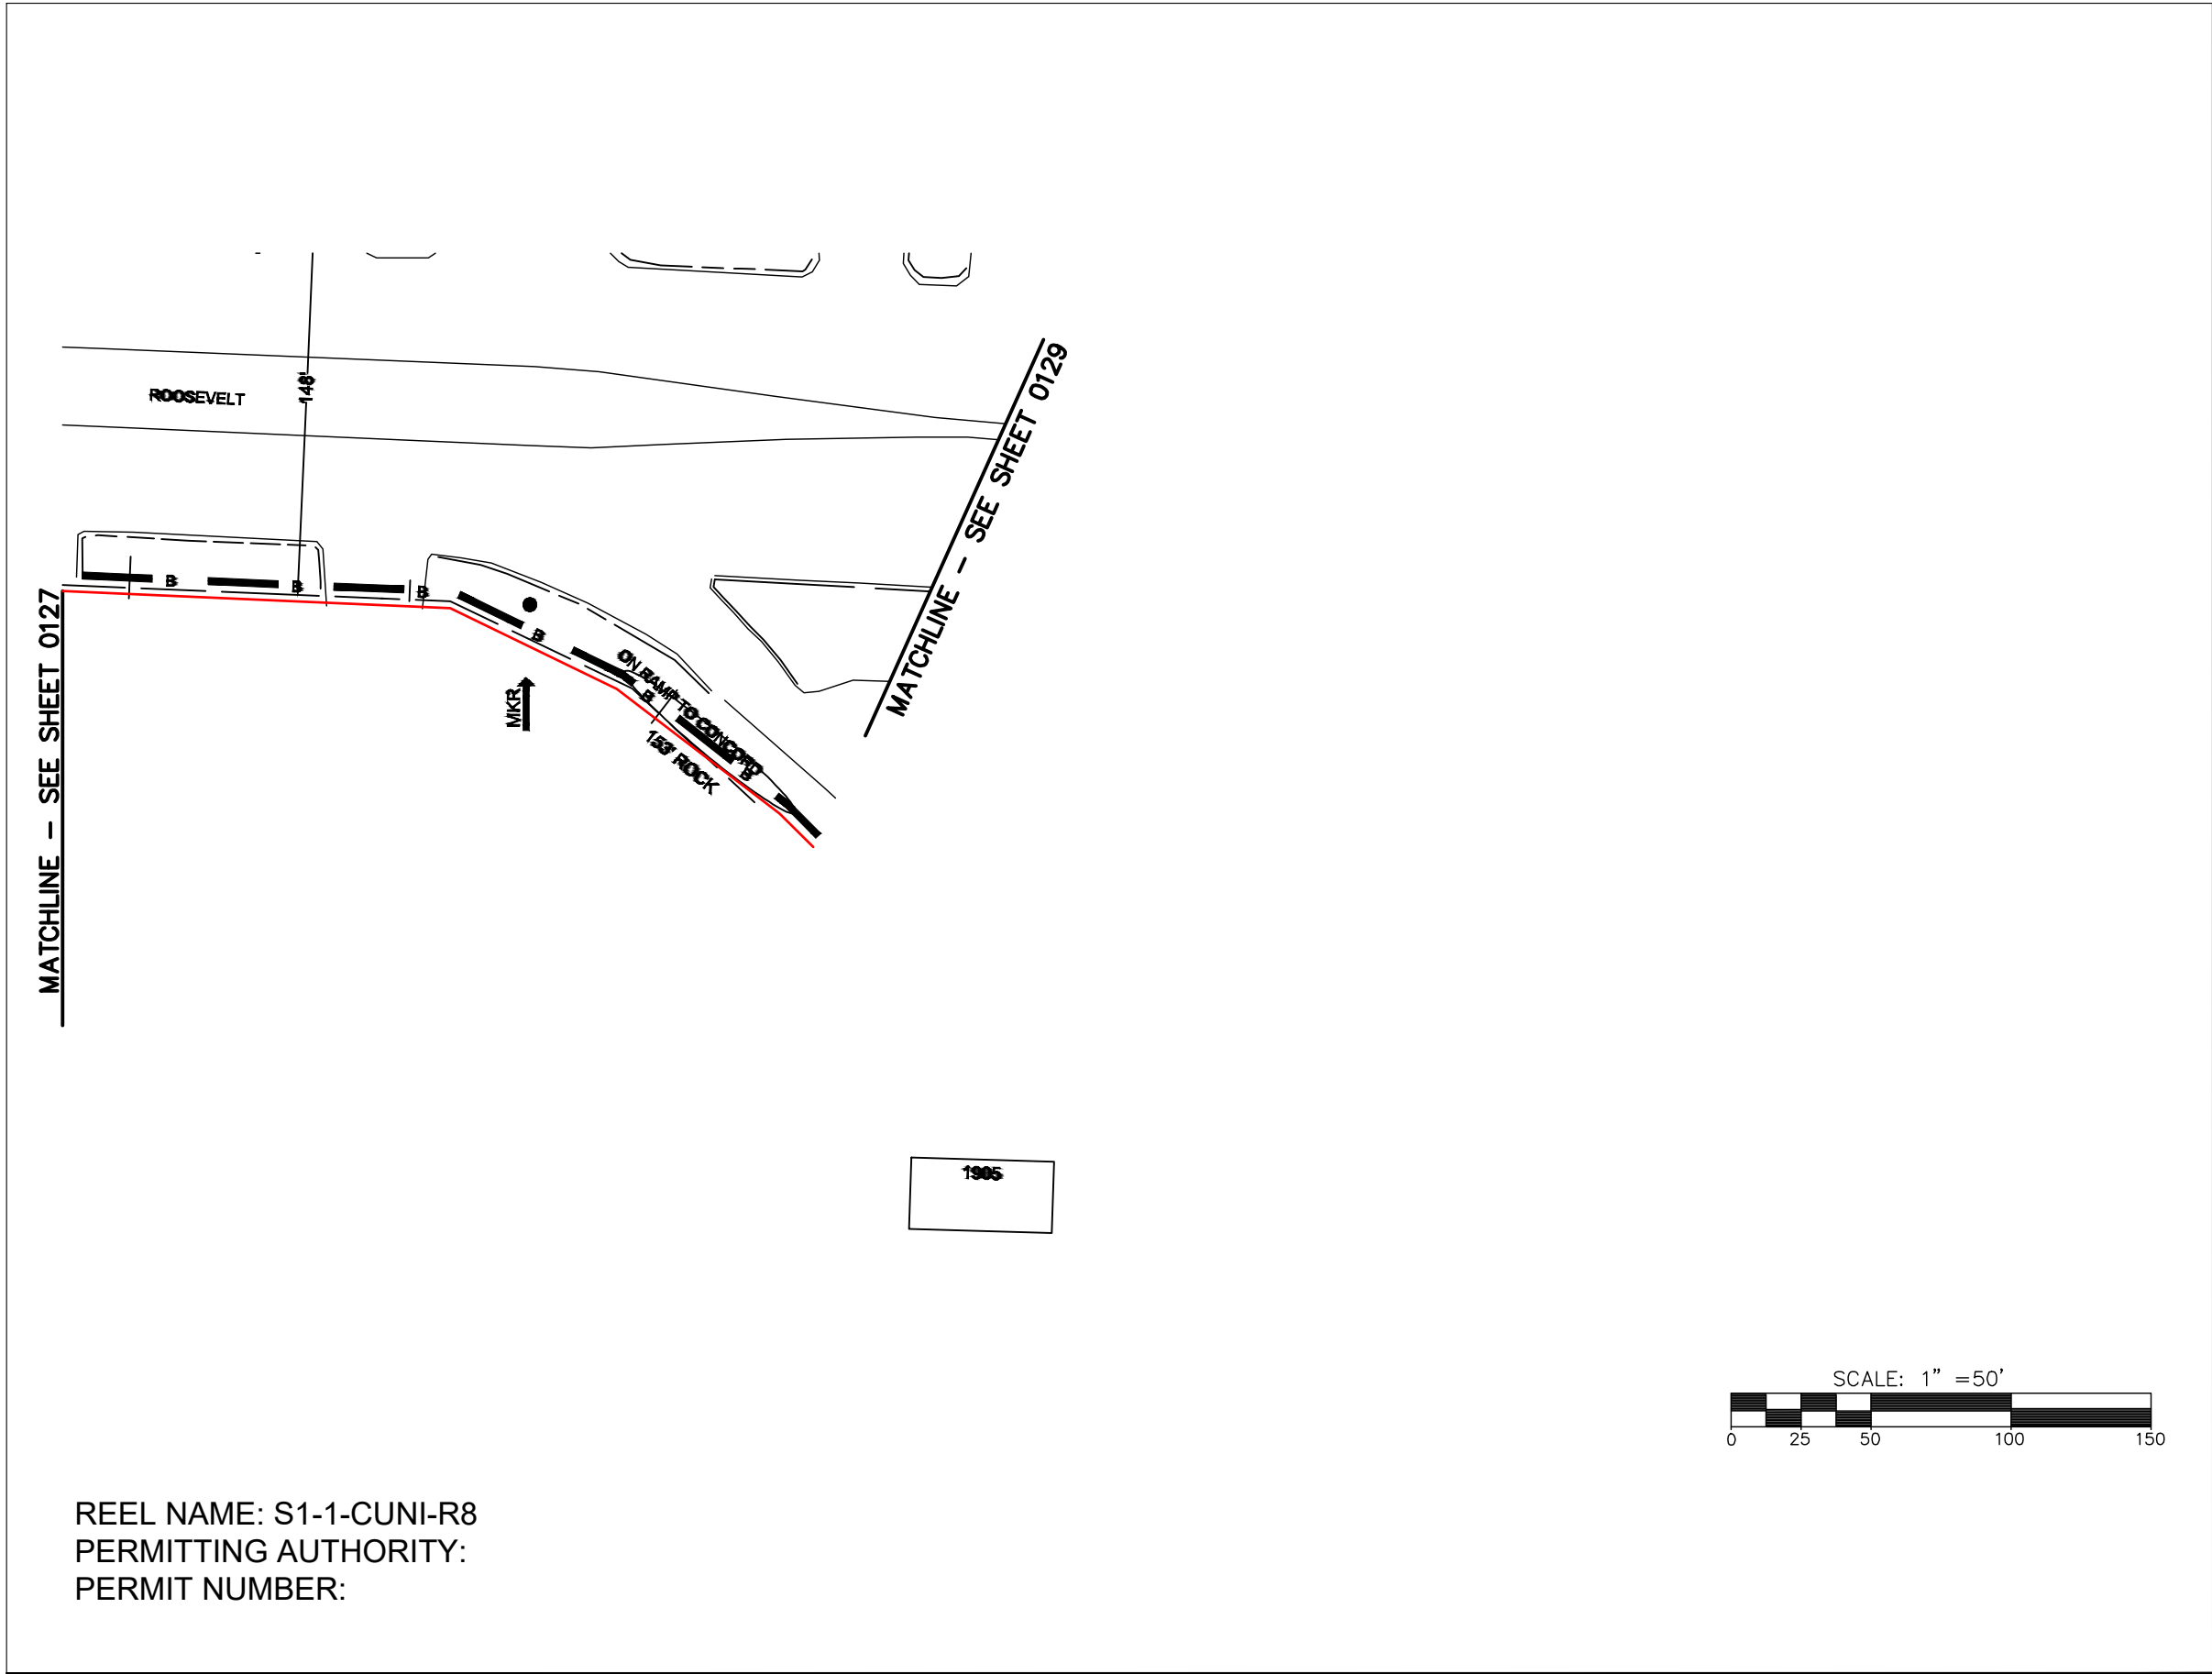 ROOSEVELT
148'
MATCHLINE - SEE SHEET 0129
B
B
B
B
B
B
ON RAMP TO CONCORD
MKR
153' ROCK
MATCHLINE - SEE SHEET 0127
1905
SCALE: 1" =50'
0 25 50 100 150
REEL NAME: S1-1-CUNI-R8
PERMITTING AUTHORITY:
PERMIT NUMBER: